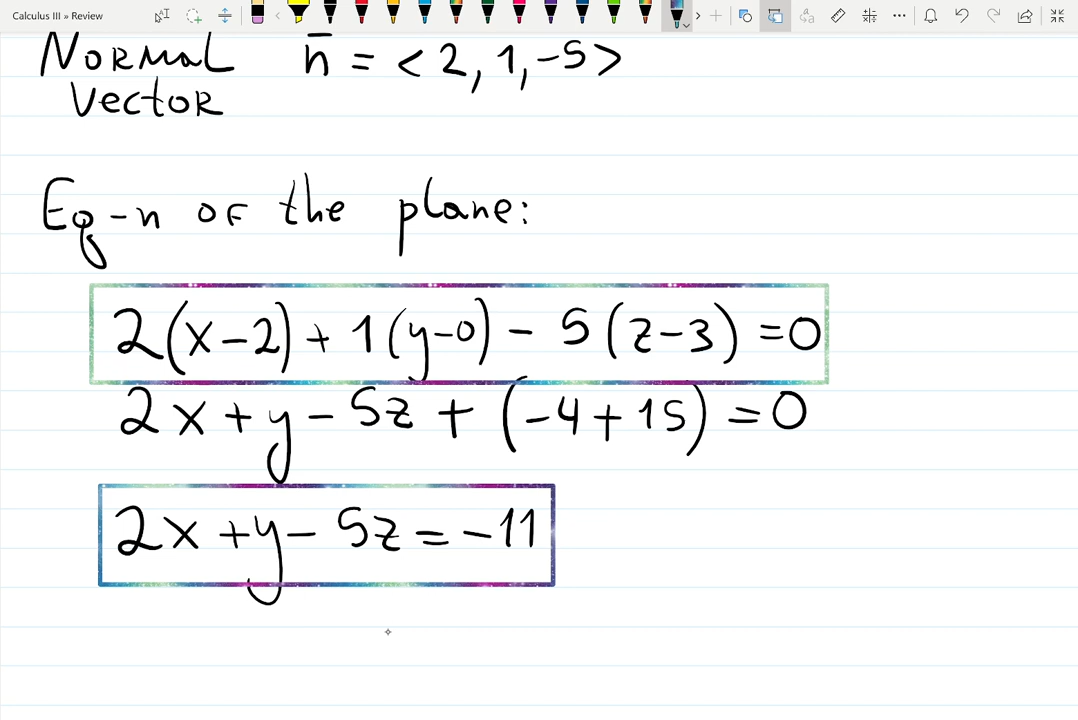 Calculus III » Review
Normal n̄ = <2, 1, -5>
Vector
Eq-n of the plane:
2(x-2) + 1(y-0) - 5(z-3) = 0
2x + y - 5z + (-4+15) = 0
2x + y - 5z = -11